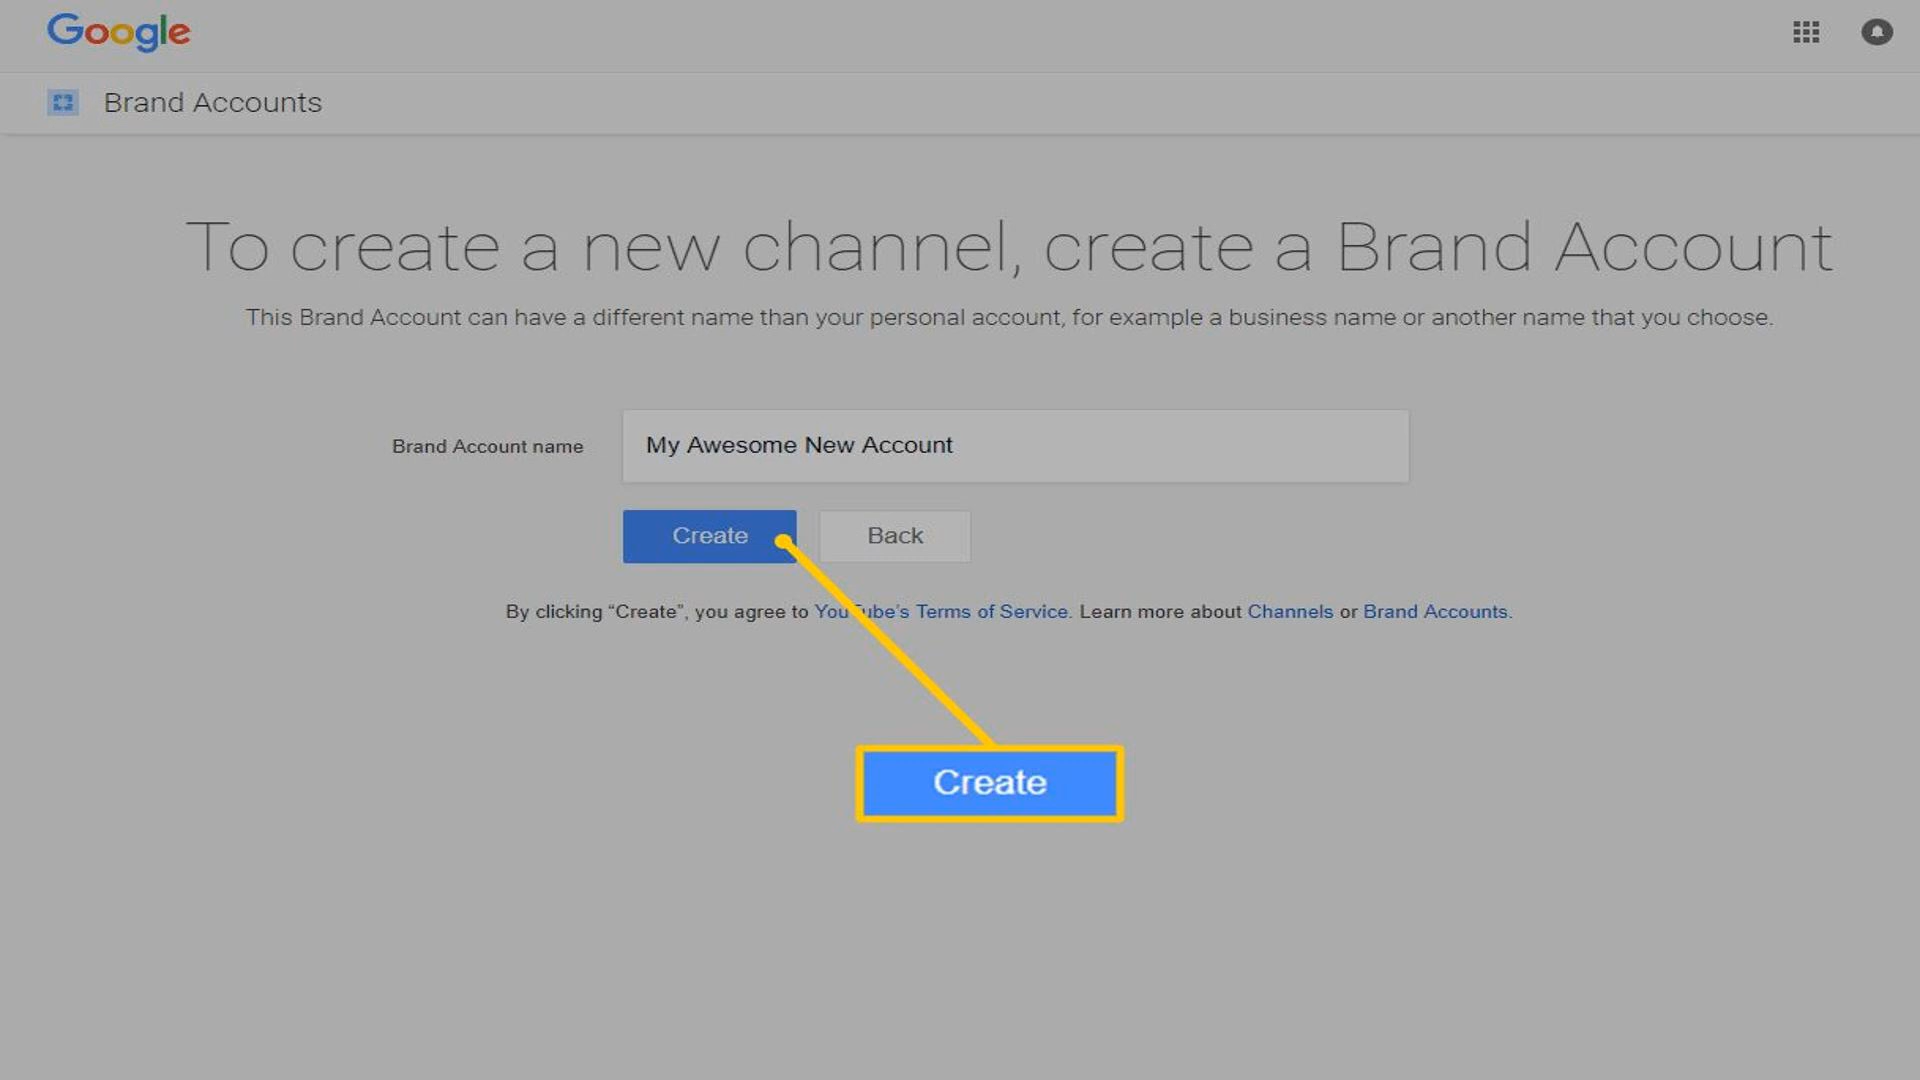 Google
Brand Accounts
To create a new channel, create a Brand Account
This Brand Account can have a different name than your personal account, for example a business name or another name that you choose.
Brand Account name My Awesome New Account
Create Back
By clicking “Create”, you agree to YouTube's Terms of Service. Learn more about Channels or Brand Accounts.
Create